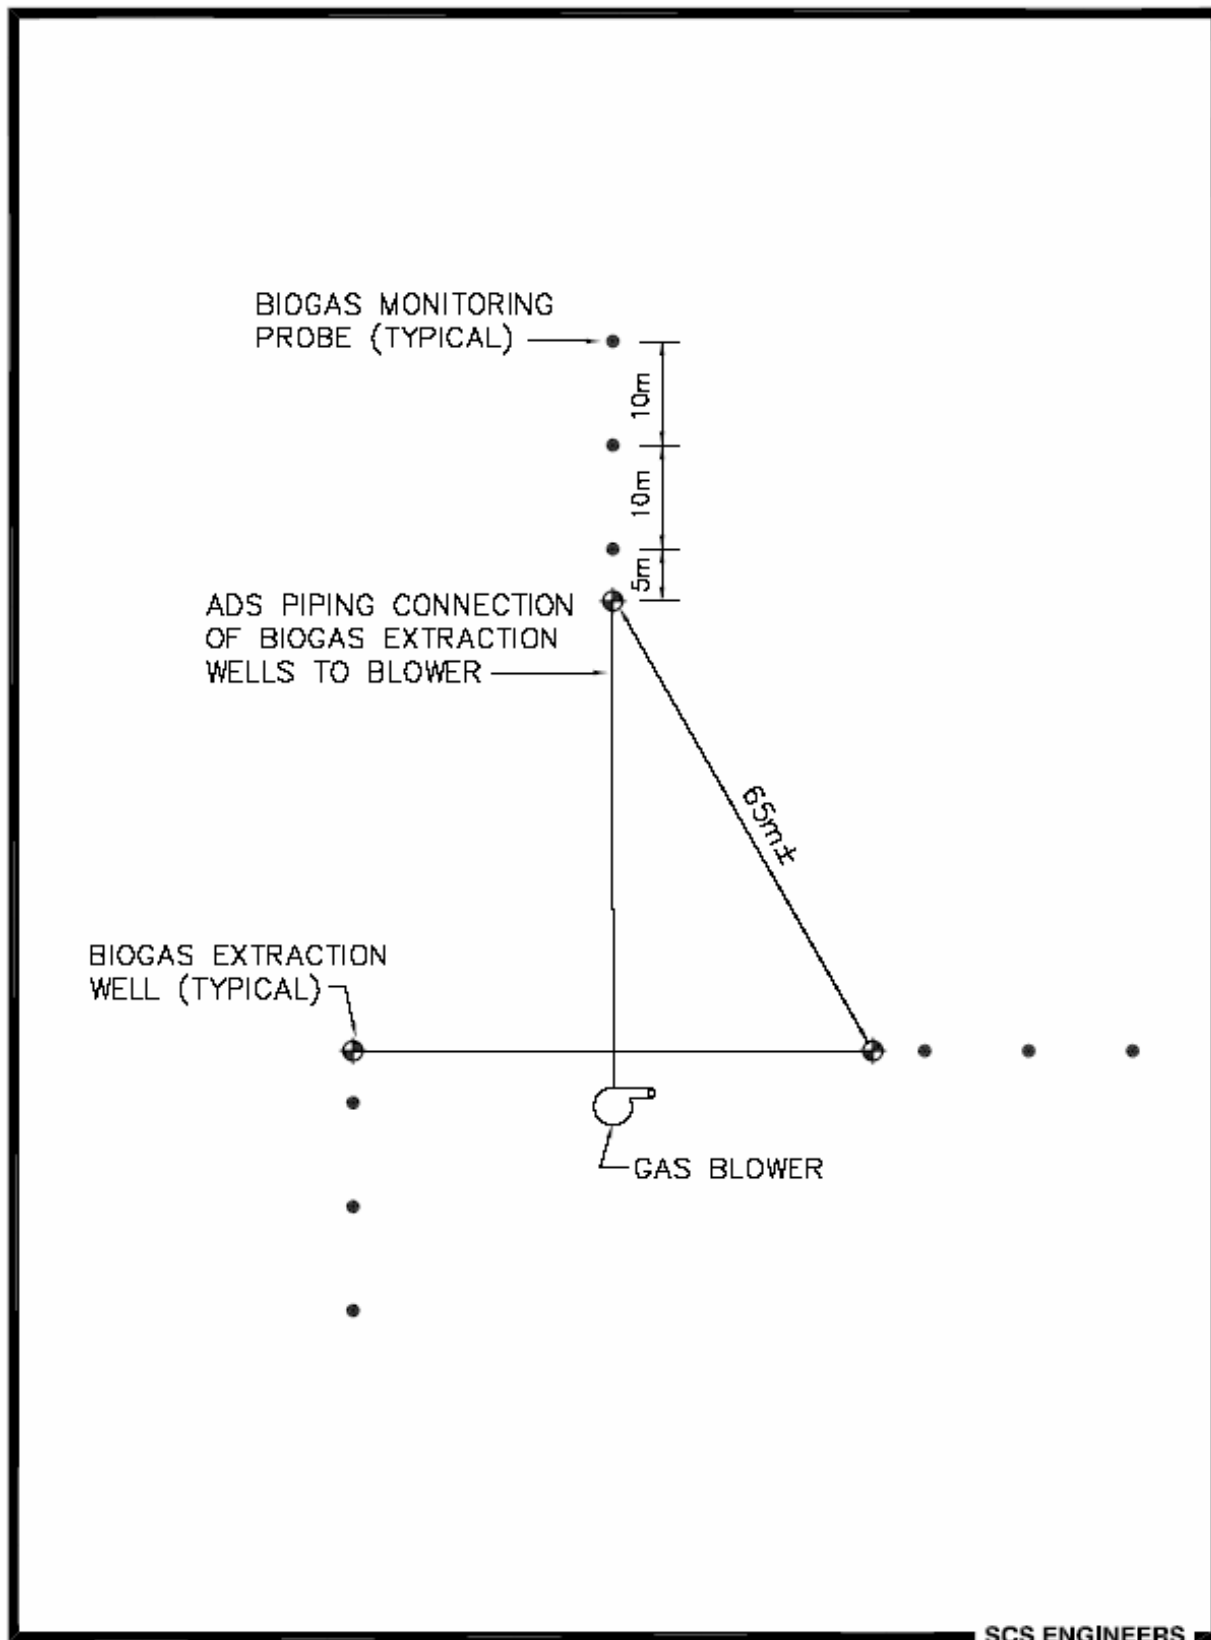 BIOGAS MONITORING
PROBE (TYPICAL)
10m
10m
5m
ADS PIPING CONNECTION
OF BIOGAS EXTRACTION
WELLS TO BLOWER
65m±
BIOGAS EXTRACTION
WELL (TYPICAL)
GAS BLOWER
SCS ENGINEERS